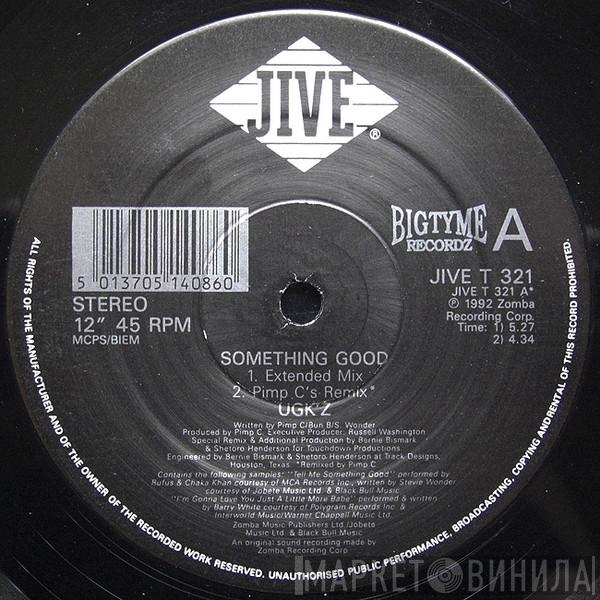 JIVE
®
5 013705 140860
STEREO
12" 45 RPM
MCPS/BIEM
BIGTYME
RECORDZ
A
JIVE T 321
JIVE T 321 A*
℗ 1992 Zomba
Recording Corp.
Time: 1) 5.27
2) 4.34
SOMETHING GOOD
1. Extended Mix
2. Pimp C's Remix*
UGK'Z
Written by Pimp C/Bun B/S. Wonder
Produced by Pimp C. Executive Producer: Russell Washington
Special Remix & Additional Production by Bernie Bismark
& Shetoro Henderson for Touchdown Productions
Engineered by Bernie Bismark & Shetoro Henderson at Track Designs,
Houston, Texas. *Remixed by Pimp C
Contains the following samples: "Tell Me Something Good" performed by
Rufus & Chaka Khan courtesy of MCA Records Inc., written by Stevie Wonder
courtesy of Jobete Music Ltd. & Black Bull Music
"I'm Gonna Love You Just A Little More Babe" performed & written
by Barry White courtesy of Polygram Records Inc &
Interworld Music/Warner Chappell Music Ltd.
Zomba Music Publishers Ltd./Jobete
Music Ltd. & Black Bull Music
An original sound recording made by
Zomba Recording Corp
ALL RIGHTS OF THE MANUFACTURER AND OF THE OWNER OF THE RECORDED WORK RESERVED. UNAUTHORISED PUBLIC PERFORMANCE, BROADCASTING, COPYING AND RENTAL OF THIS RECORD PROHIBITED.
МАРКЕТ ВИНИЛА